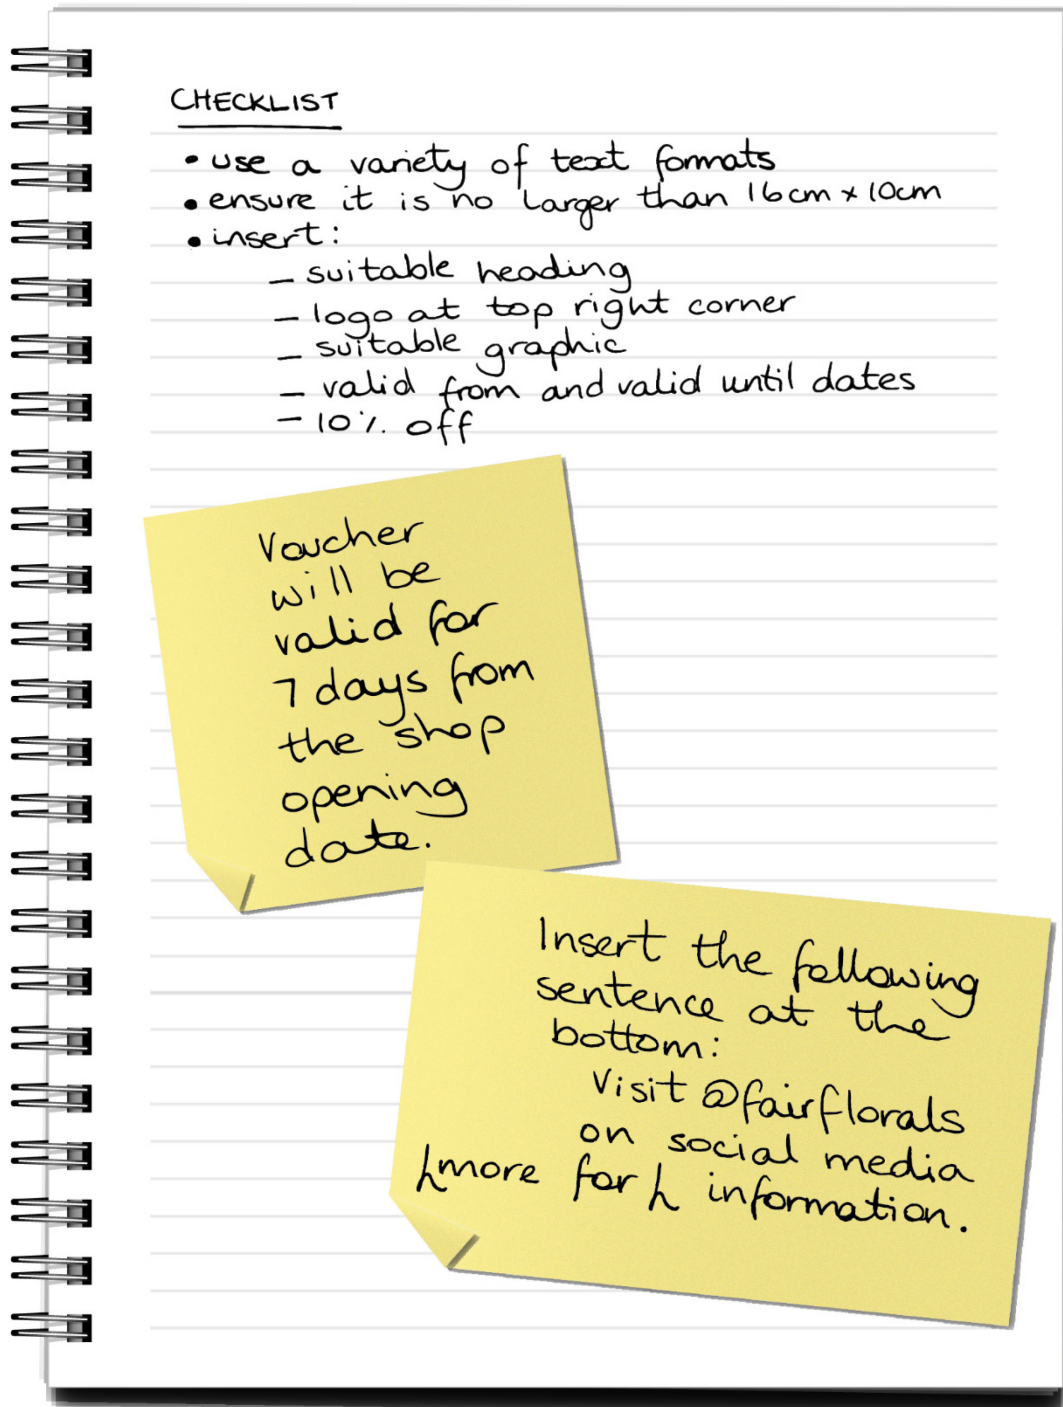 CHECKLIST
• use a variety of text formats
• ensure it is no larger than 16cm x 10cm
• insert:
– suitable heading
– logo at top right corner
– suitable graphic
– valid from and valid until dates
– 10% off
Voucher
will be
valid for
7 days from
the shop
opening
date.
Insert the following
sentence at the
bottom:
Visit @fairflorals
on social media
⁁more for ⁁ information.